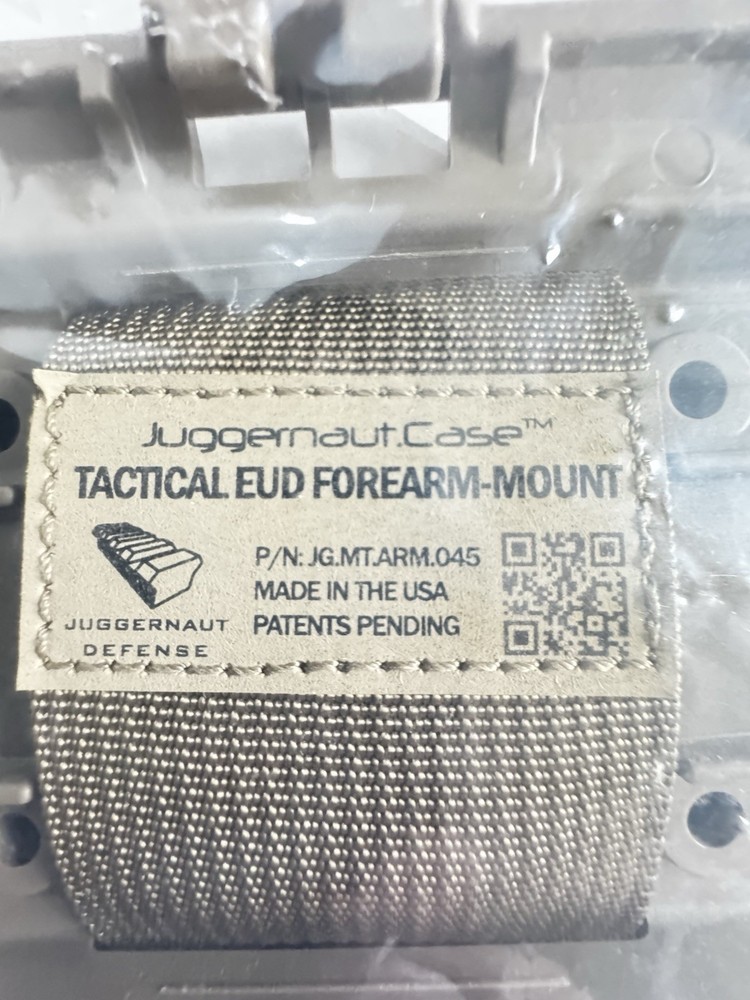 Juggernaut.Case™
TACTICAL EUD FOREARM-MOUNT
P/N: JG.MT.ARM.045
MADE IN THE USA
PATENTS PENDING
JUGGERNAUT
DEFENSE